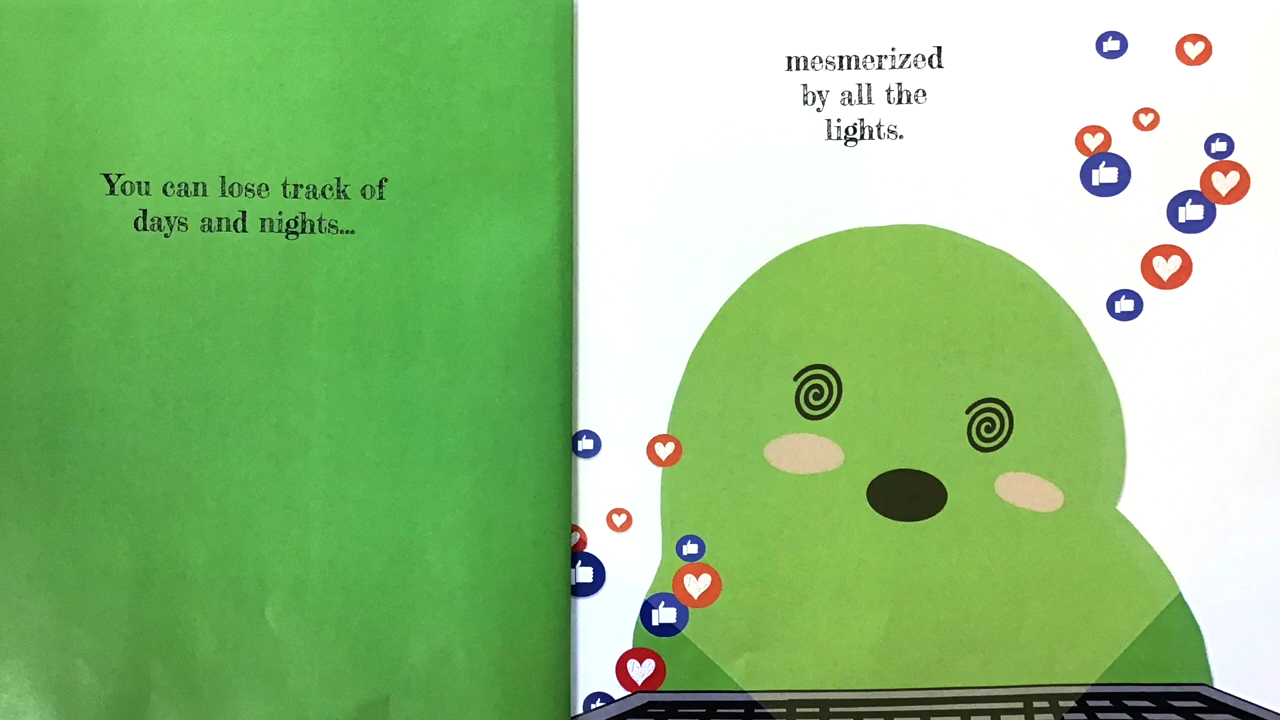 You can lose track of
days and nights...
mesmerized
by all the
lights.